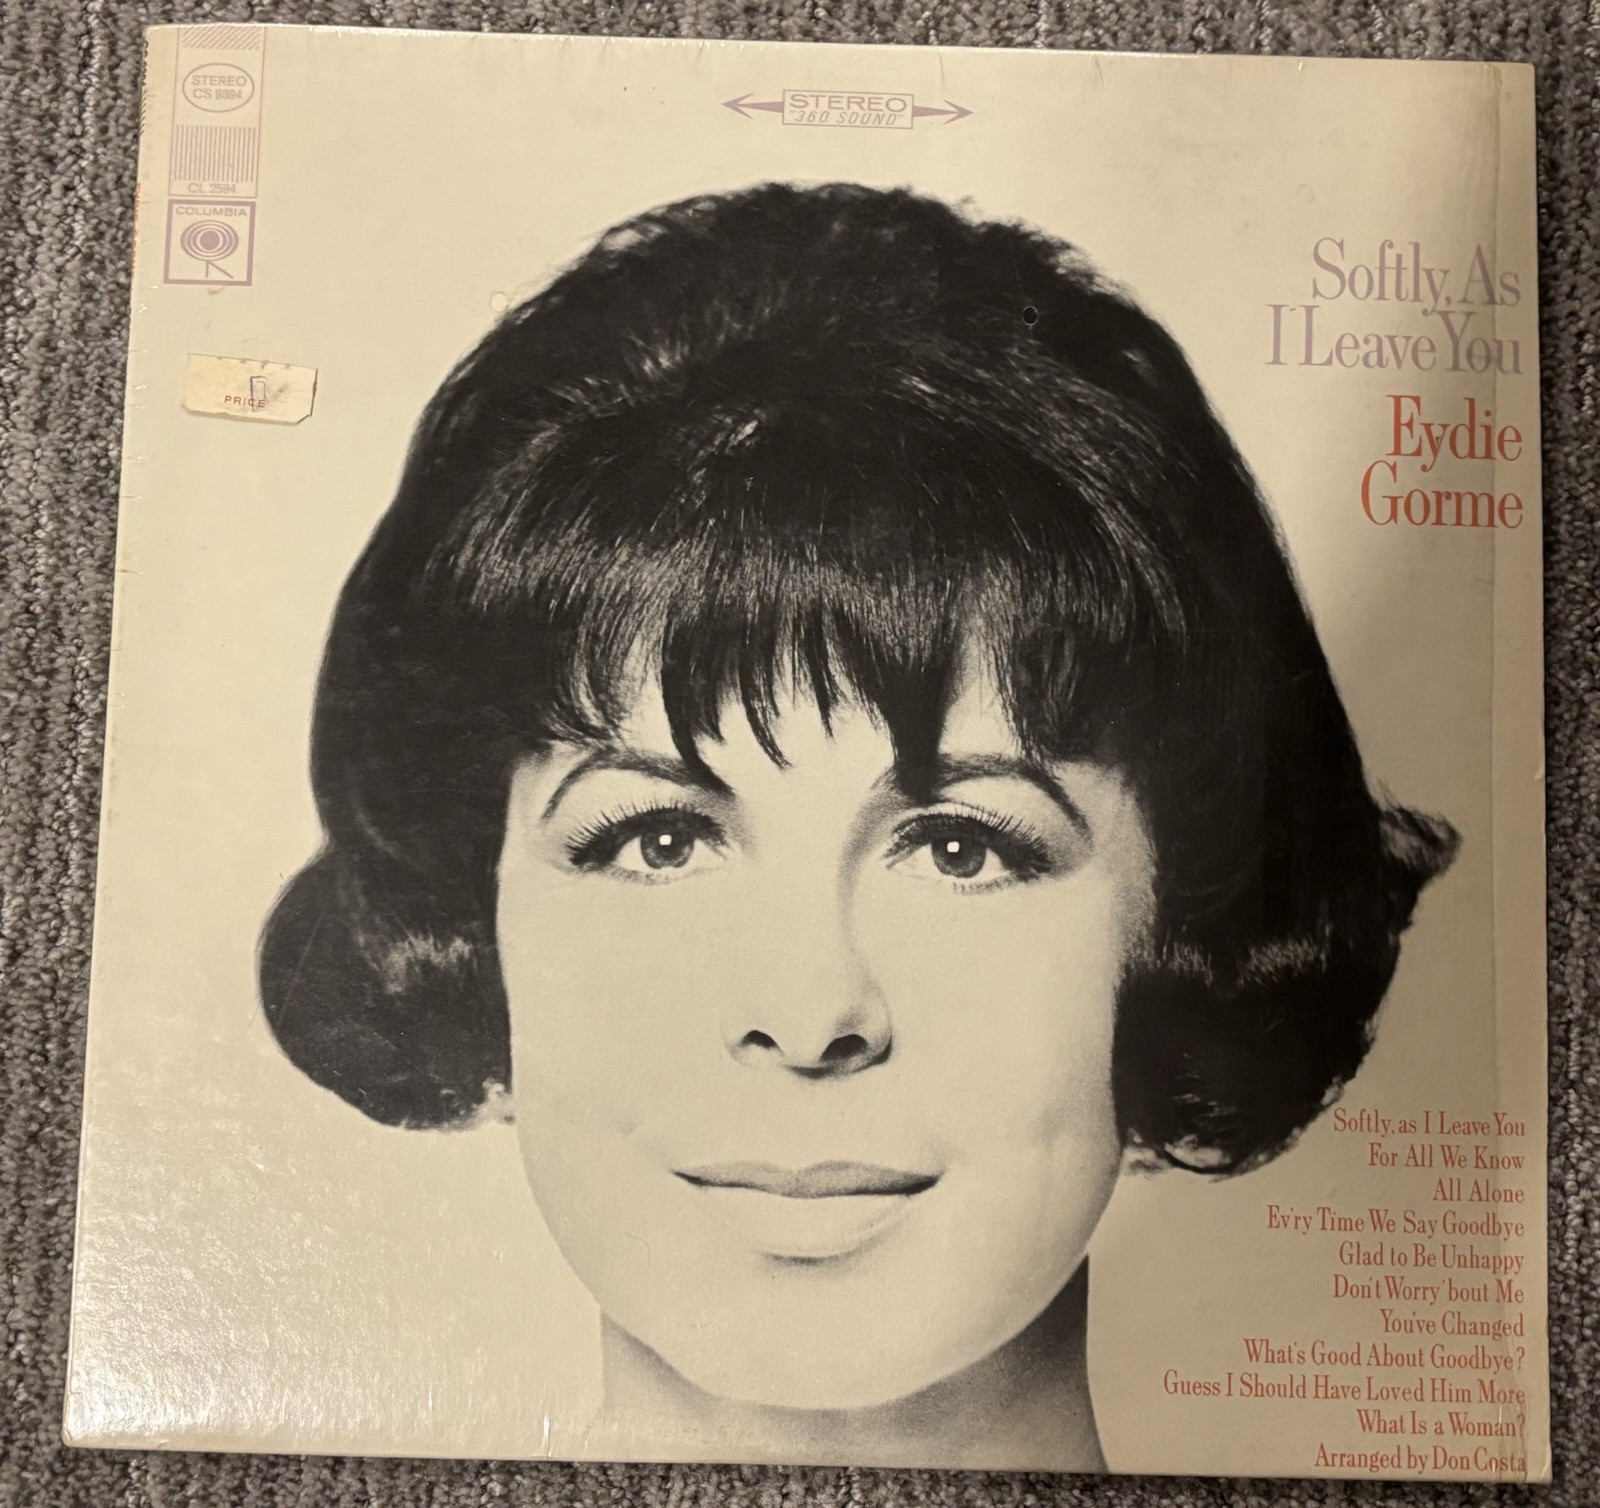 STEREO
CS 9394
CL 2594
COLUMBIA
STEREO
"360 SOUND"
PRICE
Softly, As
I Leave You
Eydie
Gorme
Softly, as I Leave You
For All We Know
All Alone
Ev'ry Time We Say Goodbye
Glad to Be Unhappy
Don't Worry 'bout Me
You've Changed
What's Good About Goodbye?
Guess I Should Have Loved Him More
What Is a Woman?
Arranged by Don Costa